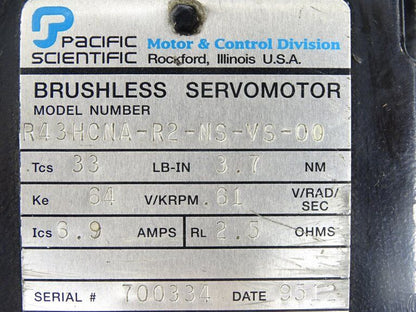 PACIFIC SCIENTIFIC Motor & Control Division
Rockford, Illinois U.S.A.
BRUSHLESS SERVOMOTOR
MODEL NUMBER
R43HCNA-R2-NS-VS-00
Tcs 33 LB-IN 3.7 NM
Ke 64 V/KRPM .61 V/RAD/SEC
Ics 6.9 AMPS RL 2.5 OHMS
SERIAL # 700334 DATE 9512